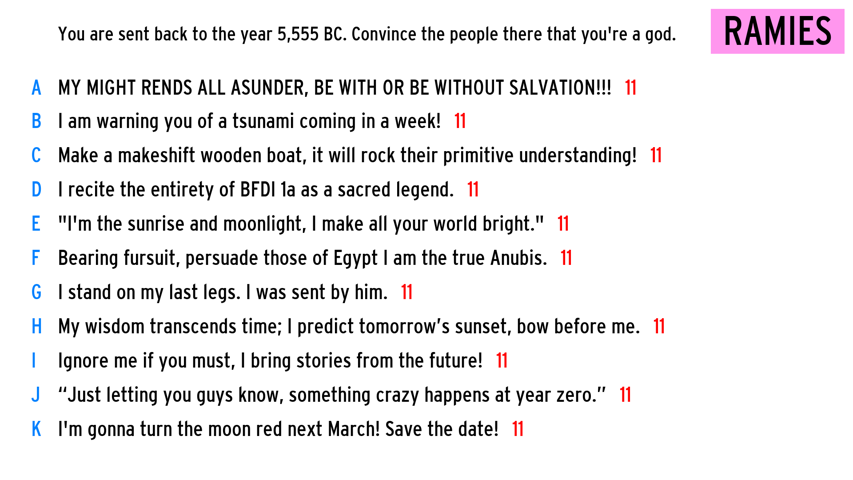 You are sent back to the year 5,555 BC. Convince the people there that you're a god.
RAMIES
A MY MIGHT RENDS ALL ASUNDER, BE WITH OR BE WITHOUT SALVATION!!! 11
B I am warning you of a tsunami coming in a week! 11
C Make a makeshift wooden boat, it will rock their primitive understanding! 11
D I recite the entirety of BFDI 1a as a sacred legend. 11
E "I'm the sunrise and moonlight, I make all your world bright." 11
F Bearing fursuit, persuade those of Egypt I am the true Anubis. 11
G I stand on my last legs. I was sent by him. 11
H My wisdom transcends time; I predict tomorrow’s sunset, bow before me. 11
I Ignore me if you must, I bring stories from the future! 11
J “Just letting you guys know, something crazy happens at year zero.” 11
K I'm gonna turn the moon red next March! Save the date! 11